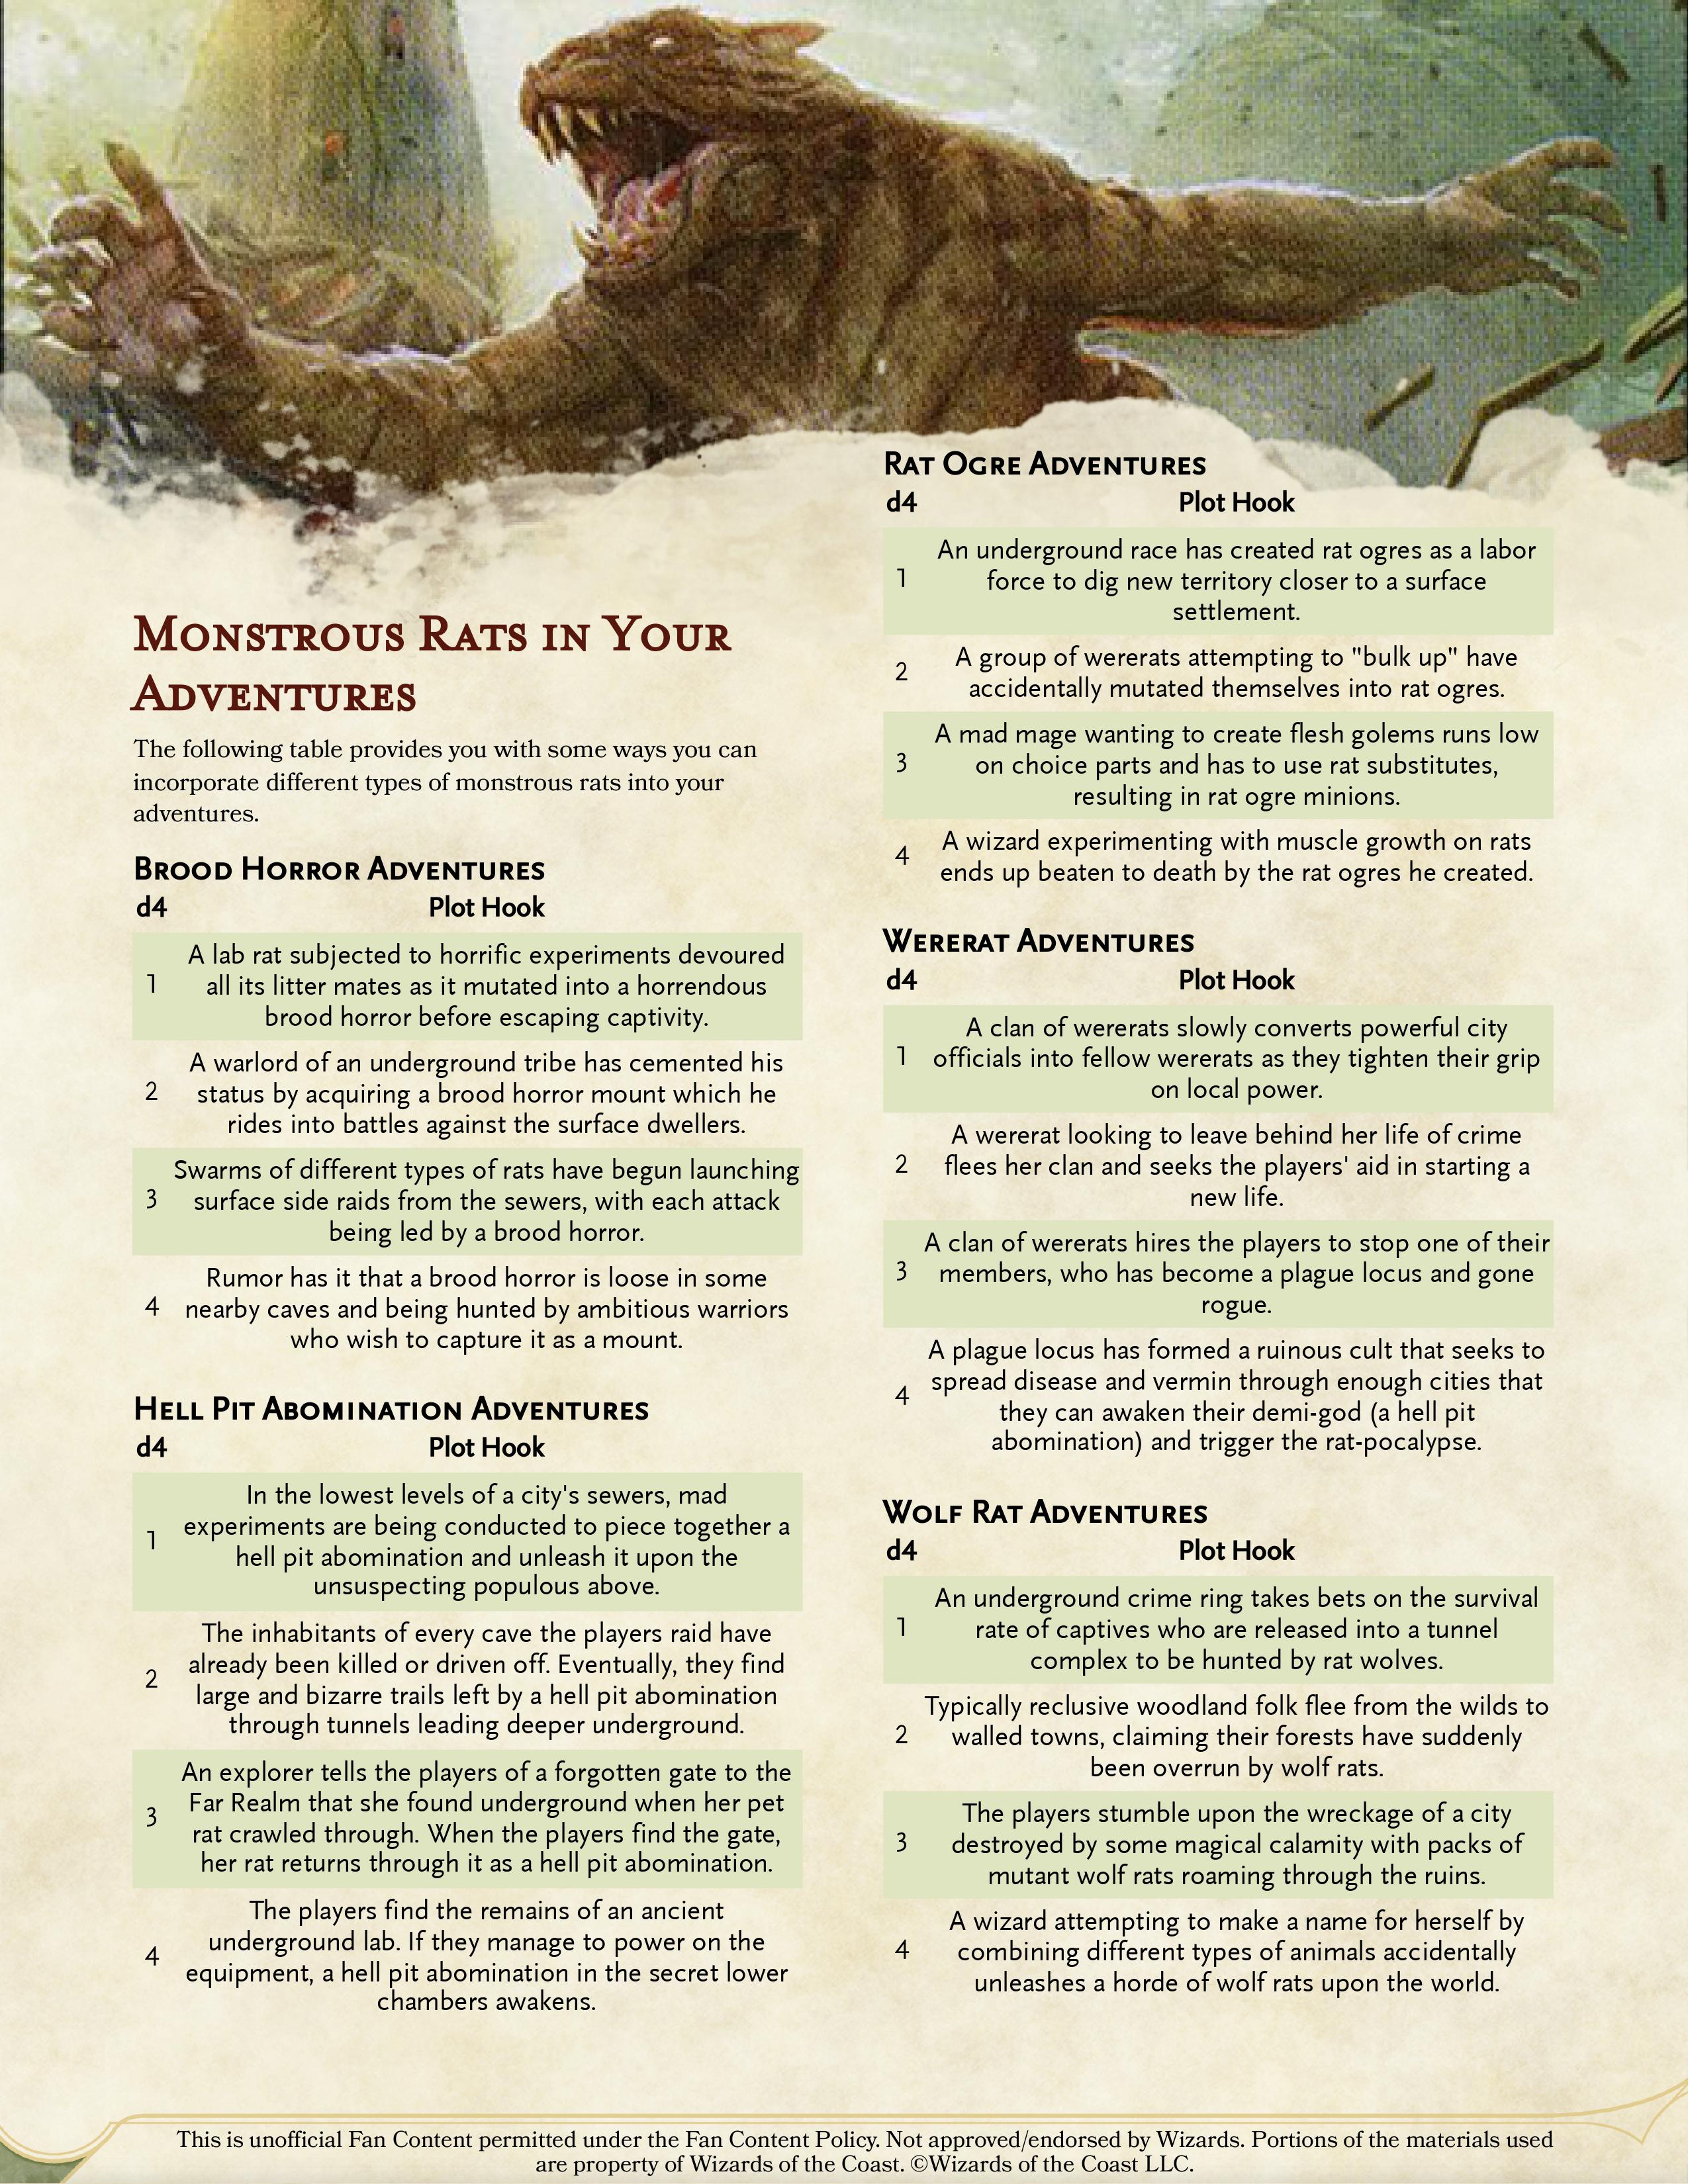 Monstrous Rats in Your
Adventures
The following table provides you with some ways you can
incorporate different types of monstrous rats into your
adventures.
Brood Horror Adventures
d4 Plot Hook
1 A lab rat subjected to horrific experiments devoured
all its litter mates as it mutated into a horrendous
brood horror before escaping captivity.
2 A warlord of an underground tribe has cemented his
status by acquiring a brood horror mount which he
rides into battles against the surface dwellers.
3 Swarms of different types of rats have begun launching
surface side raids from the sewers, with each attack
being led by a brood horror.
4 Rumor has it that a brood horror is loose in some
nearby caves and being hunted by ambitious warriors
who wish to capture it as a mount.
Hell Pit Abomination Adventures
d4 Plot Hook
1 In the lowest levels of a city's sewers, mad
experiments are being conducted to piece together a
hell pit abomination and unleash it upon the
unsuspecting populous above.
2 The inhabitants of every cave the players raid have
already been killed or driven off. Eventually, they find
large and bizarre trails left by a hell pit abomination
through tunnels leading deeper underground.
3 An explorer tells the players of a forgotten gate to the
Far Realm that she found underground when her pet
rat crawled through. When the players find the gate,
her rat returns through it as a hell pit abomination.
4 The players find the remains of an ancient
underground lab. If they manage to power on the
equipment, a hell pit abomination in the secret lower
chambers awakens.
Rat Ogre Adventures
d4 Plot Hook
1 An underground race has created rat ogres as a labor
force to dig new territory closer to a surface
settlement.
2 A group of wererats attempting to "bulk up" have
accidentally mutated themselves into rat ogres.
3 A mad mage wanting to create flesh golems runs low
on choice parts and has to use rat substitutes,
resulting in rat ogre minions.
4 A wizard experimenting with muscle growth on rats
ends up beaten to death by the rat ogres he created.
Wererat Adventures
d4 Plot Hook
1 A clan of wererats slowly converts powerful city
officials into fellow wererats as they tighten their grip
on local power.
2 A wererat looking to leave behind her life of crime
flees her clan and seeks the players' aid in starting a
new life.
3 A clan of wererats hires the players to stop one of their
members, who has become a plague locus and gone
rogue.
4 A plague locus has formed a ruinous cult that seeks to
spread disease and vermin through enough cities that
they can awaken their demi-god (a hell pit
abomination) and trigger the rat-pocalypse.
Wolf Rat Adventures
d4 Plot Hook
1 An underground crime ring takes bets on the survival
rate of captives who are released into a tunnel
complex to be hunted by rat wolves.
2 Typically reclusive woodland folk flee from the wilds to
walled towns, claiming their forests have suddenly
been overrun by wolf rats.
3 The players stumble upon the wreckage of a city
destroyed by some magical calamity with packs of
mutant wolf rats roaming through the ruins.
4 A wizard attempting to make a name for herself by
combining different types of animals accidentally
unleashes a horde of wolf rats upon the world.
This is unofficial Fan Content permitted under the Fan Content Policy. Not approved/endorsed by Wizards. Portions of the materials used
are property of Wizards of the Coast. ©Wizards of the Coast LLC.